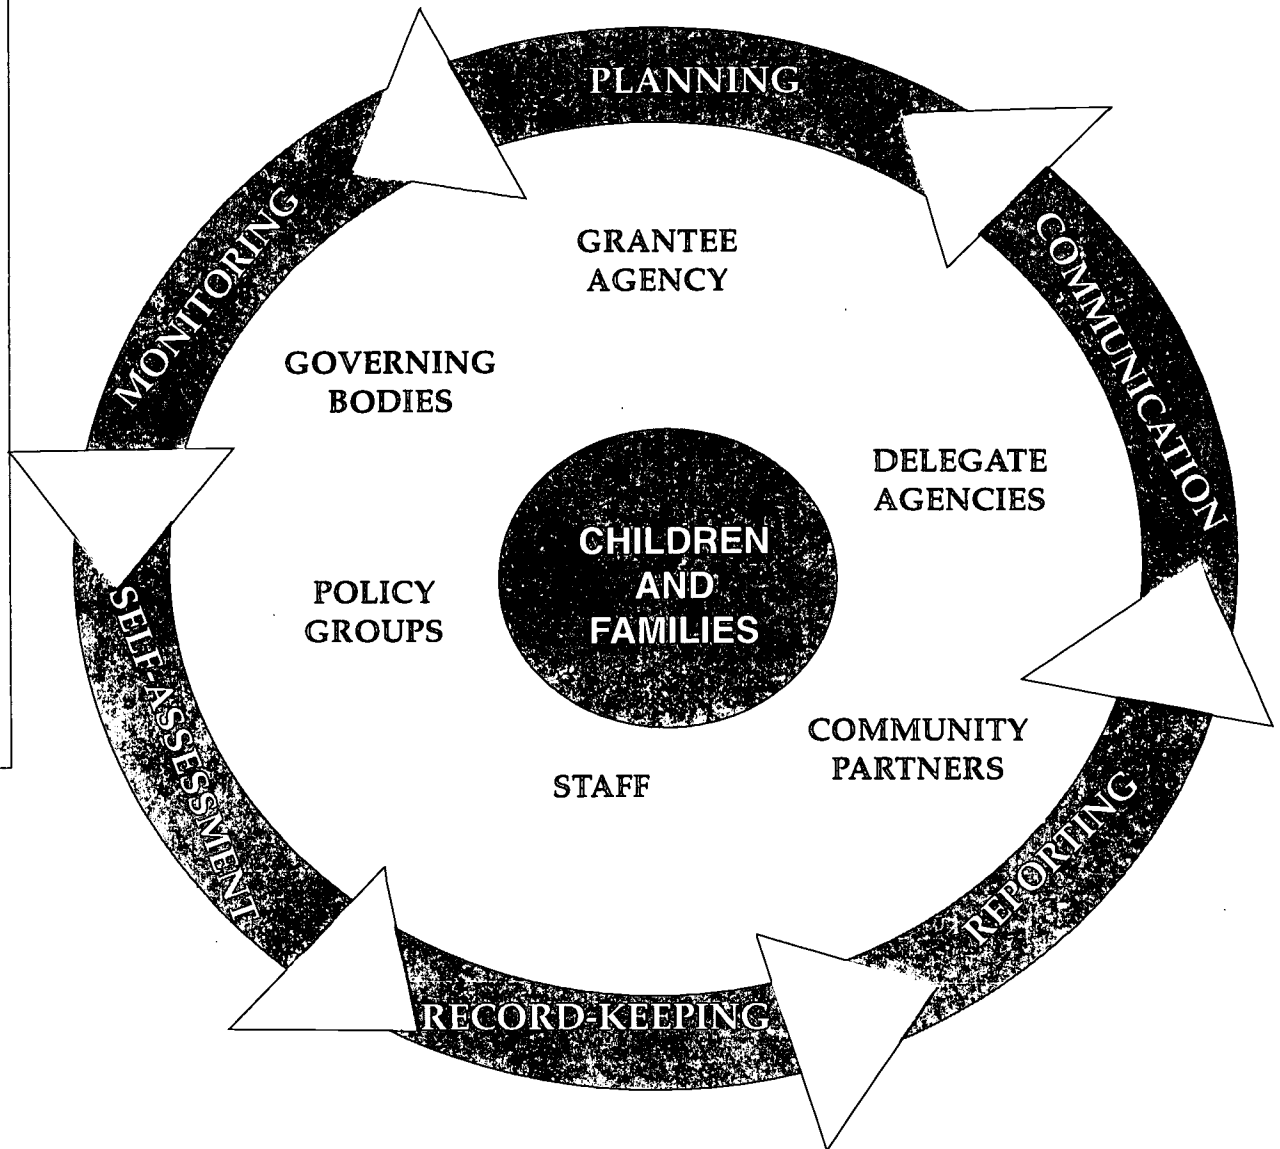 PLANNING
COMMUNICATION
REPORTING
RECORD-KEEPING
SELF-ASSESSMENT
MONITORING
GRANTEE
AGENCY
GOVERNING
BODIES
DELEGATE
AGENCIES
CHILDREN
AND
FAMILIES
POLICY
GROUPS
COMMUNITY
PARTNERS
STAFF